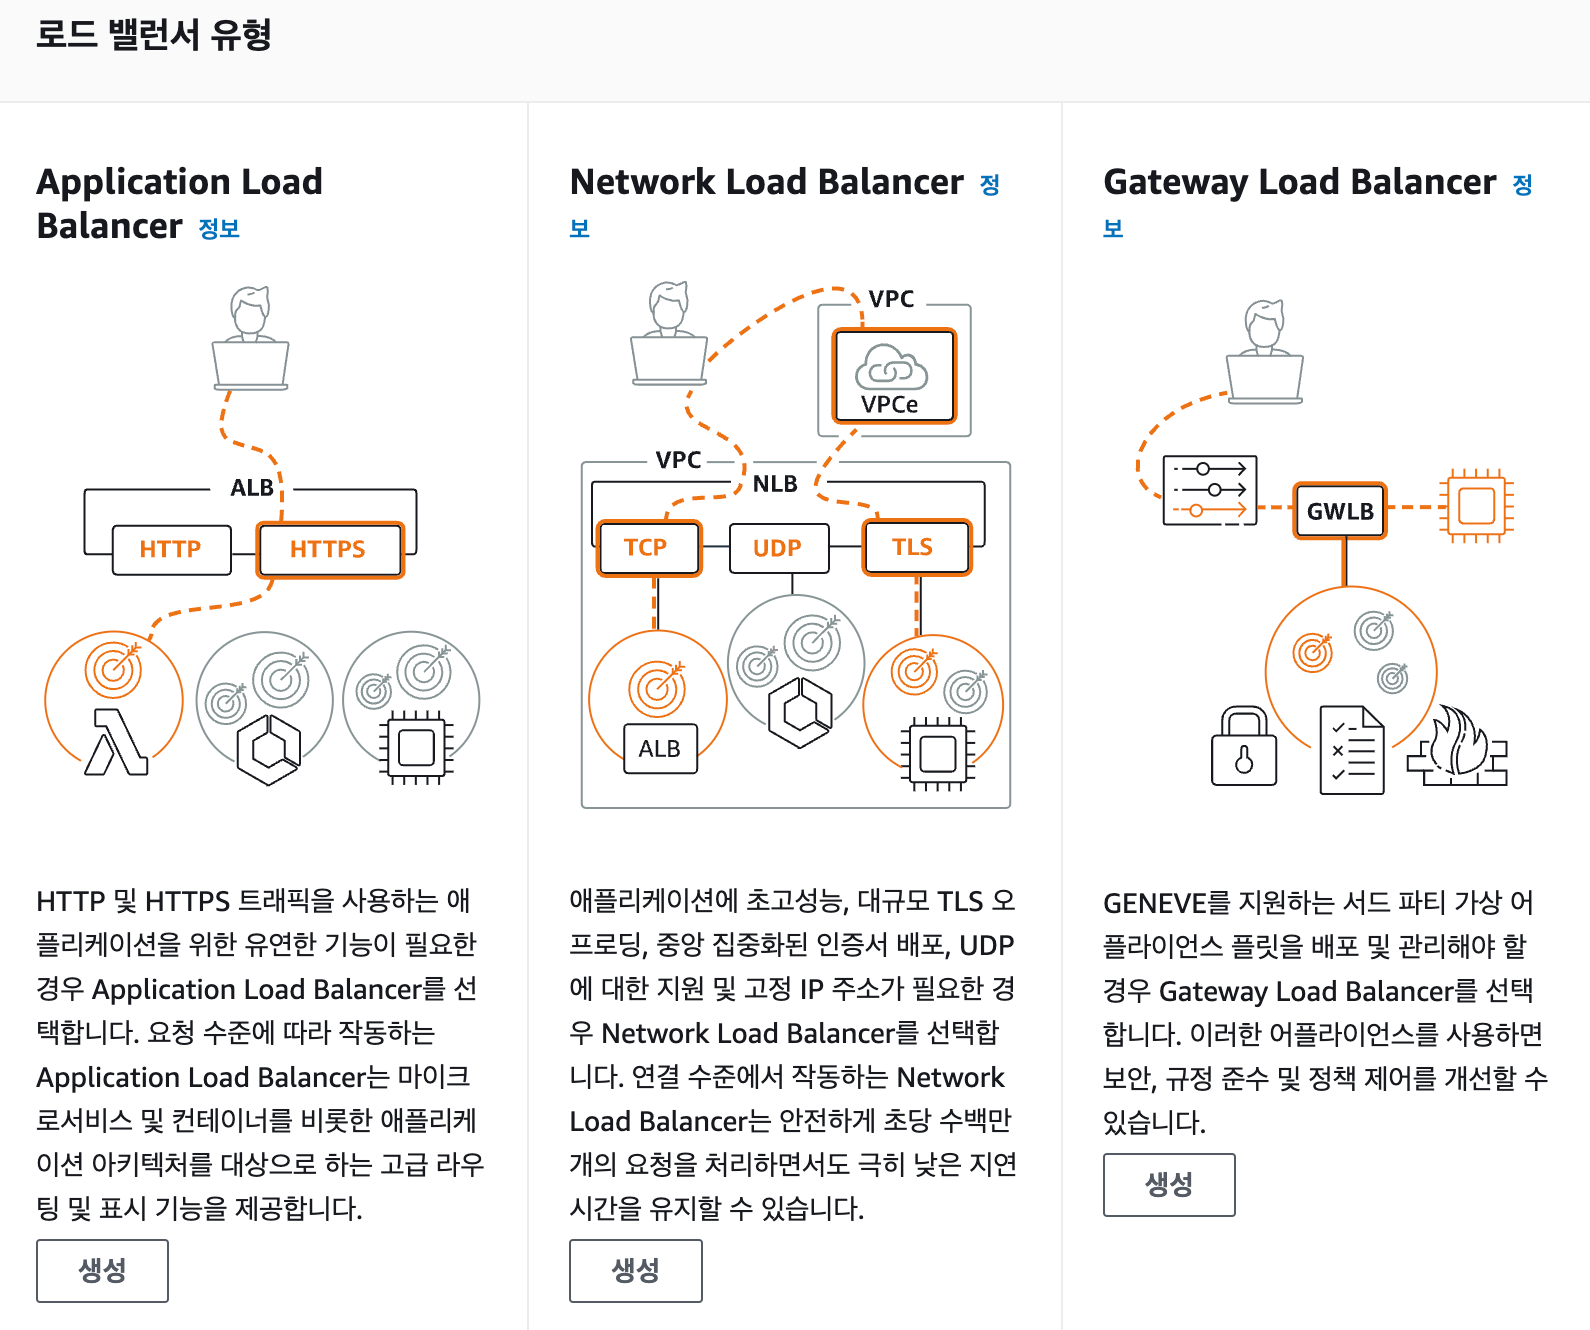 로드 밸런서 유형
Application Load
Balancer 정보
ALB
HTTP
HTTPS
HTTP 및 HTTPS 트래픽을 사용하는 애
플리케이션을 위한 유연한 기능이 필요한
경우 Application Load Balancer를 선
택합니다. 요청 수준에 따라 작동하는
Application Load Balancer는 마이크
로서비스 및 컨테이너를 비롯한 애플리케
이션 아키텍처를 대상으로 하는 고급 라우
팅 및 표시 기능을 제공합니다.
생성
Network Load Balancer 정
보
VPC
VPCe
VPC
NLB
TCP
UDP
TLS
ALB
애플리케이션에 초고성능, 대규모 TLS 오
프로딩, 중앙 집중화된 인증서 배포, UDP
에 대한 지원 및 고정 IP 주소가 필요한 경
우 Network Load Balancer를 선택합
니다. 연결 수준에서 작동하는 Network
Load Balancer는 안전하게 초당 수백만
개의 요청을 처리하면서도 극히 낮은 지연
시간을 유지할 수 있습니다.
생성
Gateway Load Balancer 정
보
GWLB
GENEVE를 지원하는 서드 파티 가상 어
플라이언스 플릿을 배포 및 관리해야 할
경우 Gateway Load Balancer를 선택
합니다. 이러한 어플라이언스를 사용하면
보안, 규정 준수 및 정책 제어를 개선할 수
있습니다.
생성